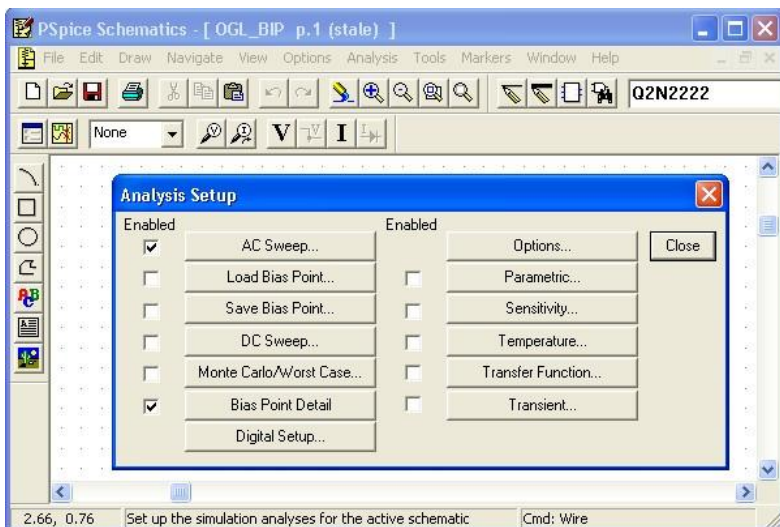 PSpice Schematics - [ OGL_BIP p.1 (stale) ]
File Edit Draw Navigate View Options Analysis Tools Markers Window Help
Q2N2222
None V V I
Analysis Setup
Enabled Enabled
AC Sweep... Options... Close
Load Bias Point... Parametric...
Save Bias Point... Sensitivity...
DC Sweep... Temperature...
Monte Carlo/Worst Case... Transfer Function...
Bias Point Detail Transient...
Digital Setup...
ABC
2.66, 0.76 Set up the simulation analyses for the active schematic Cmd: Wire